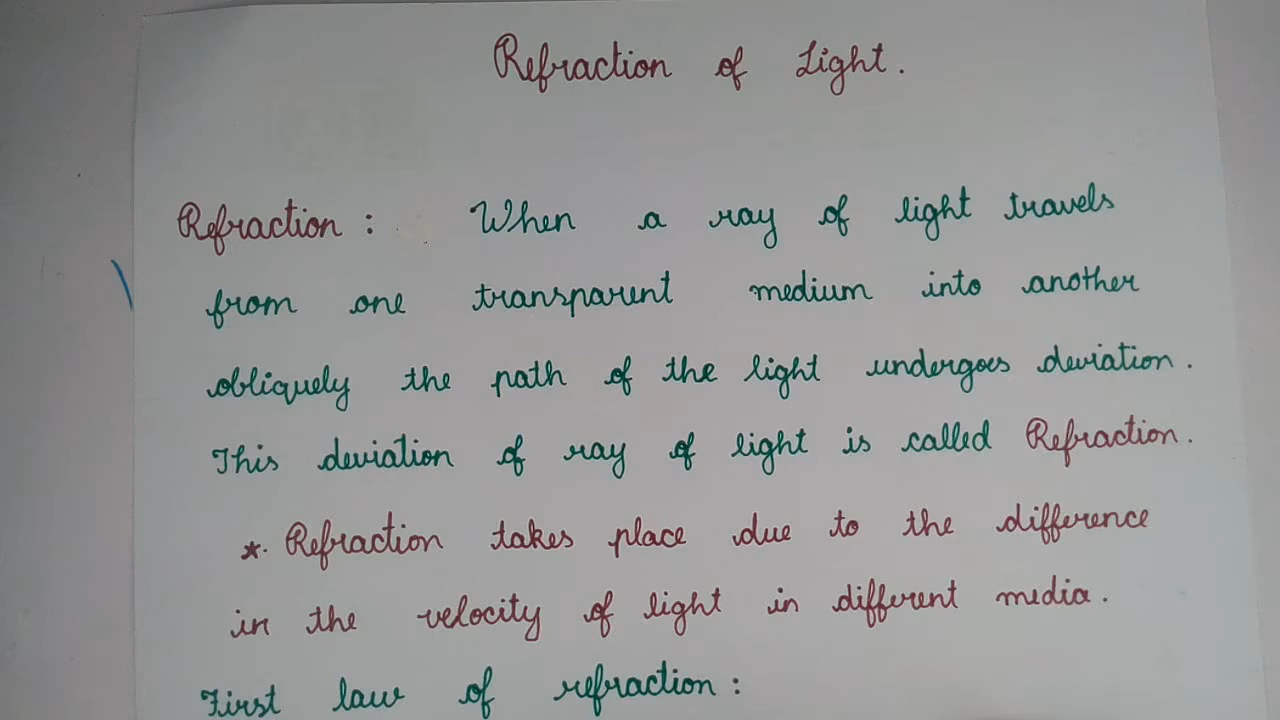 Refraction of Light.
Refraction : When a ray of light travels
from one transparent medium into another
obliquely the path of the light undergoes deviation.
This deviation of ray of light is called Refraction.
*. Refraction takes place due to the difference
in the velocity of light in different media.
First law of refraction :